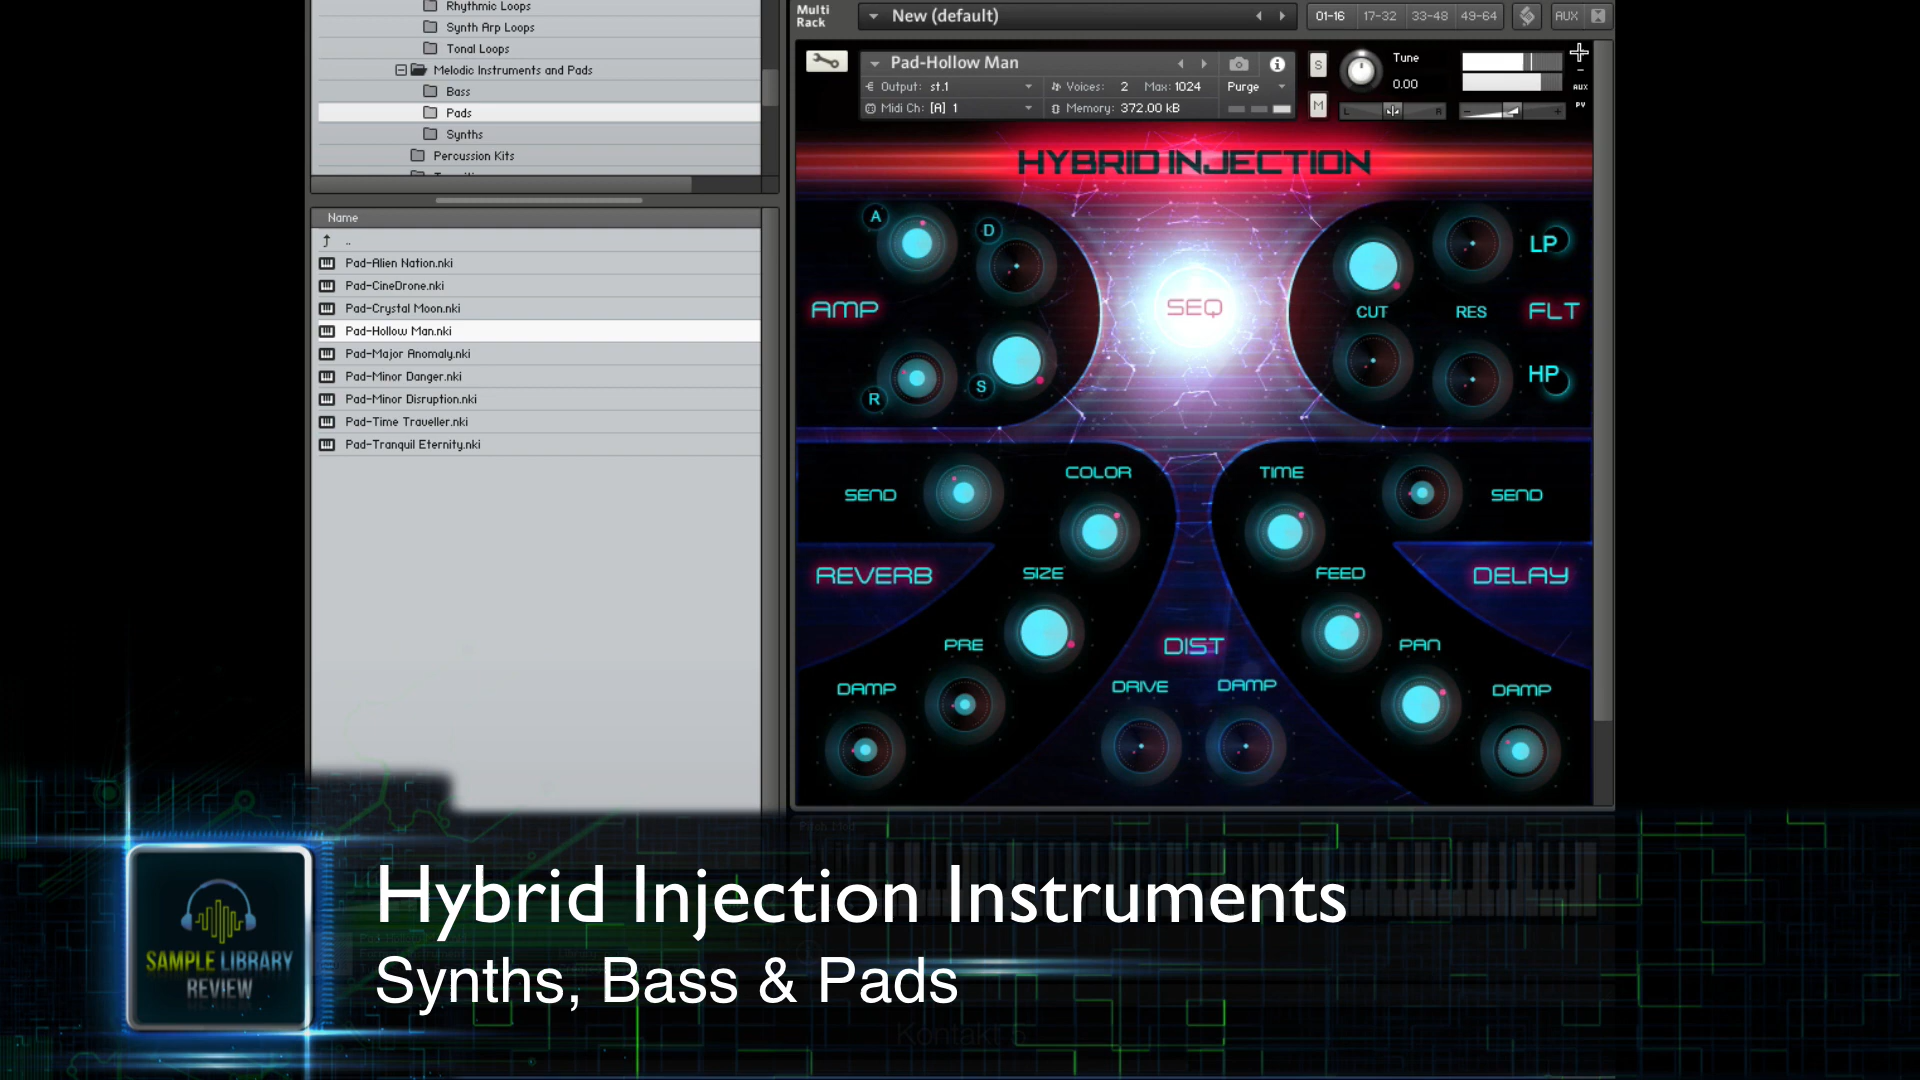 Rhythmic Loops
Synth Arp Loops
Tonal Loops
Melodic Instruments and Pads
Bass
Pads
Synths
Percussion Kits
Name
..
Pad-Alien Nation.nki
Pad-CineDrone.nki
Pad-Crystal Moon.nki
Pad-Hollow Man.nki
Pad-Major Anomaly.nki
Pad-Minor Danger.nki
Pad-Minor Disruption.nki
Pad-Time Traveller.nki
Pad-Tranquil Eternity.nki
Multi Rack
New (default)
01-16 17-32 33-48 49-64 AUX
Pad-Hollow Man
Output: st.1 Voices: 2 Max: 1024 Purge
Midi Ch: [A] 1 Memory: 372.00 kB
S
M
Tune
0.00
L R
AUX
PV
HYBRID INJECTION
A
D
AMP
R
S
SEQ
CUT
RES
LP
FLT
HP
SEND
COLOR
REVERB
SIZE
PRE
DAMP
TIME
SEND
FEED
DELAY
PAN
DAMP
DIST
DRIVE
DAMP
Hybrid Injection Instruments
Synths, Bass & Pads
SAMPLE LIBRARY
REVIEW
Kontakt 5